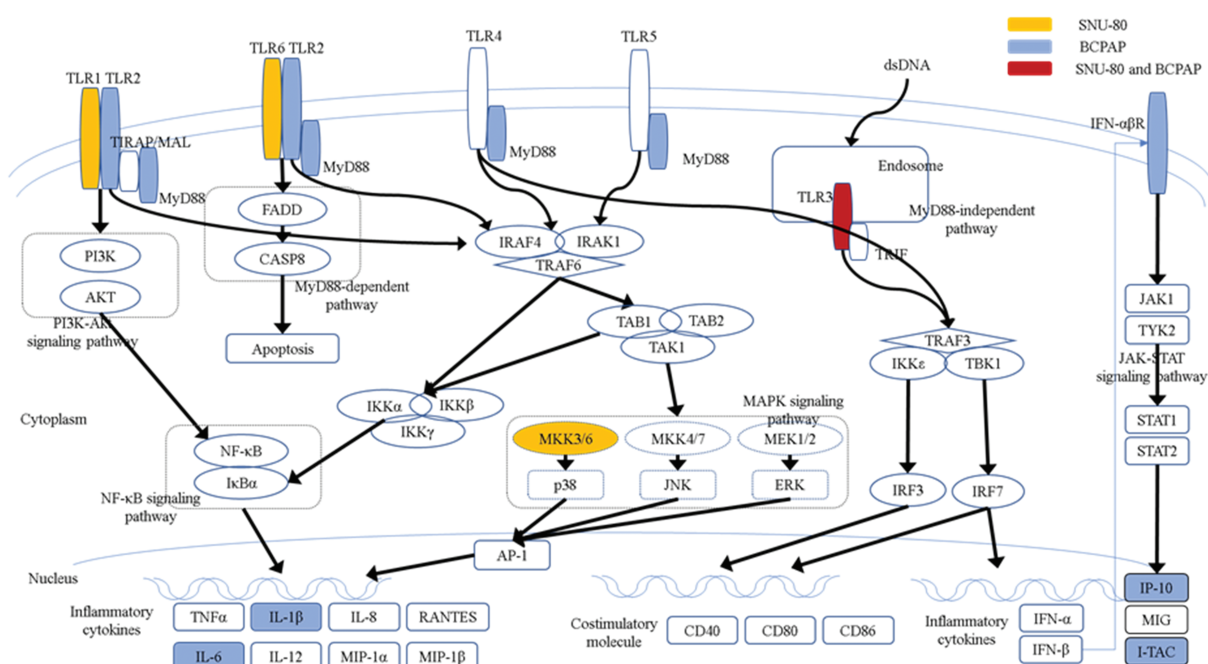 SNU-80
BCPAP
SNU-80 and BCPAP
TLR4
TLR5
TLR6 TLR2
TLR1 TLR2
dsDNA
IFN-αβR
TIRAP/MAL
MyD88
MyD88
MyD88
MyD88
Endosome
TLR3
MyD88-independent
pathway
TRIF
FADD
CASP8
MyD88-dependent
pathway
Apoptosis
PI3K
AKT
PI3K-Akt
signaling pathway
IRAF4
IRAK1
TRAF6
TAB1
TAB2
TAK1
TRAF3
IKKε
TBK1
JAK1
TYK2
JAK-STAT
signaling pathway
STAT1
STAT2
Cytoplasm
IKKα
IKKβ
IKKγ
MAPK signaling
pathway
MKK3/6
MKK4/7
MEK1/2
p38
JNK
ERK
NF-κB
IκBα
NF-κB signaling
pathway
IRF3
IRF7
AP-1
Nucleus
Inflammatory
cytokines
TNFα
IL-1β
IL-8
RANTES
IL-6
IL-12
MIP-1α
MIP-1β
Costimulatory
molecule
CD40
CD80
CD86
Inflammatory
cytokines
IFN-α
IFN-β
IP-10
MIG
I-TAC